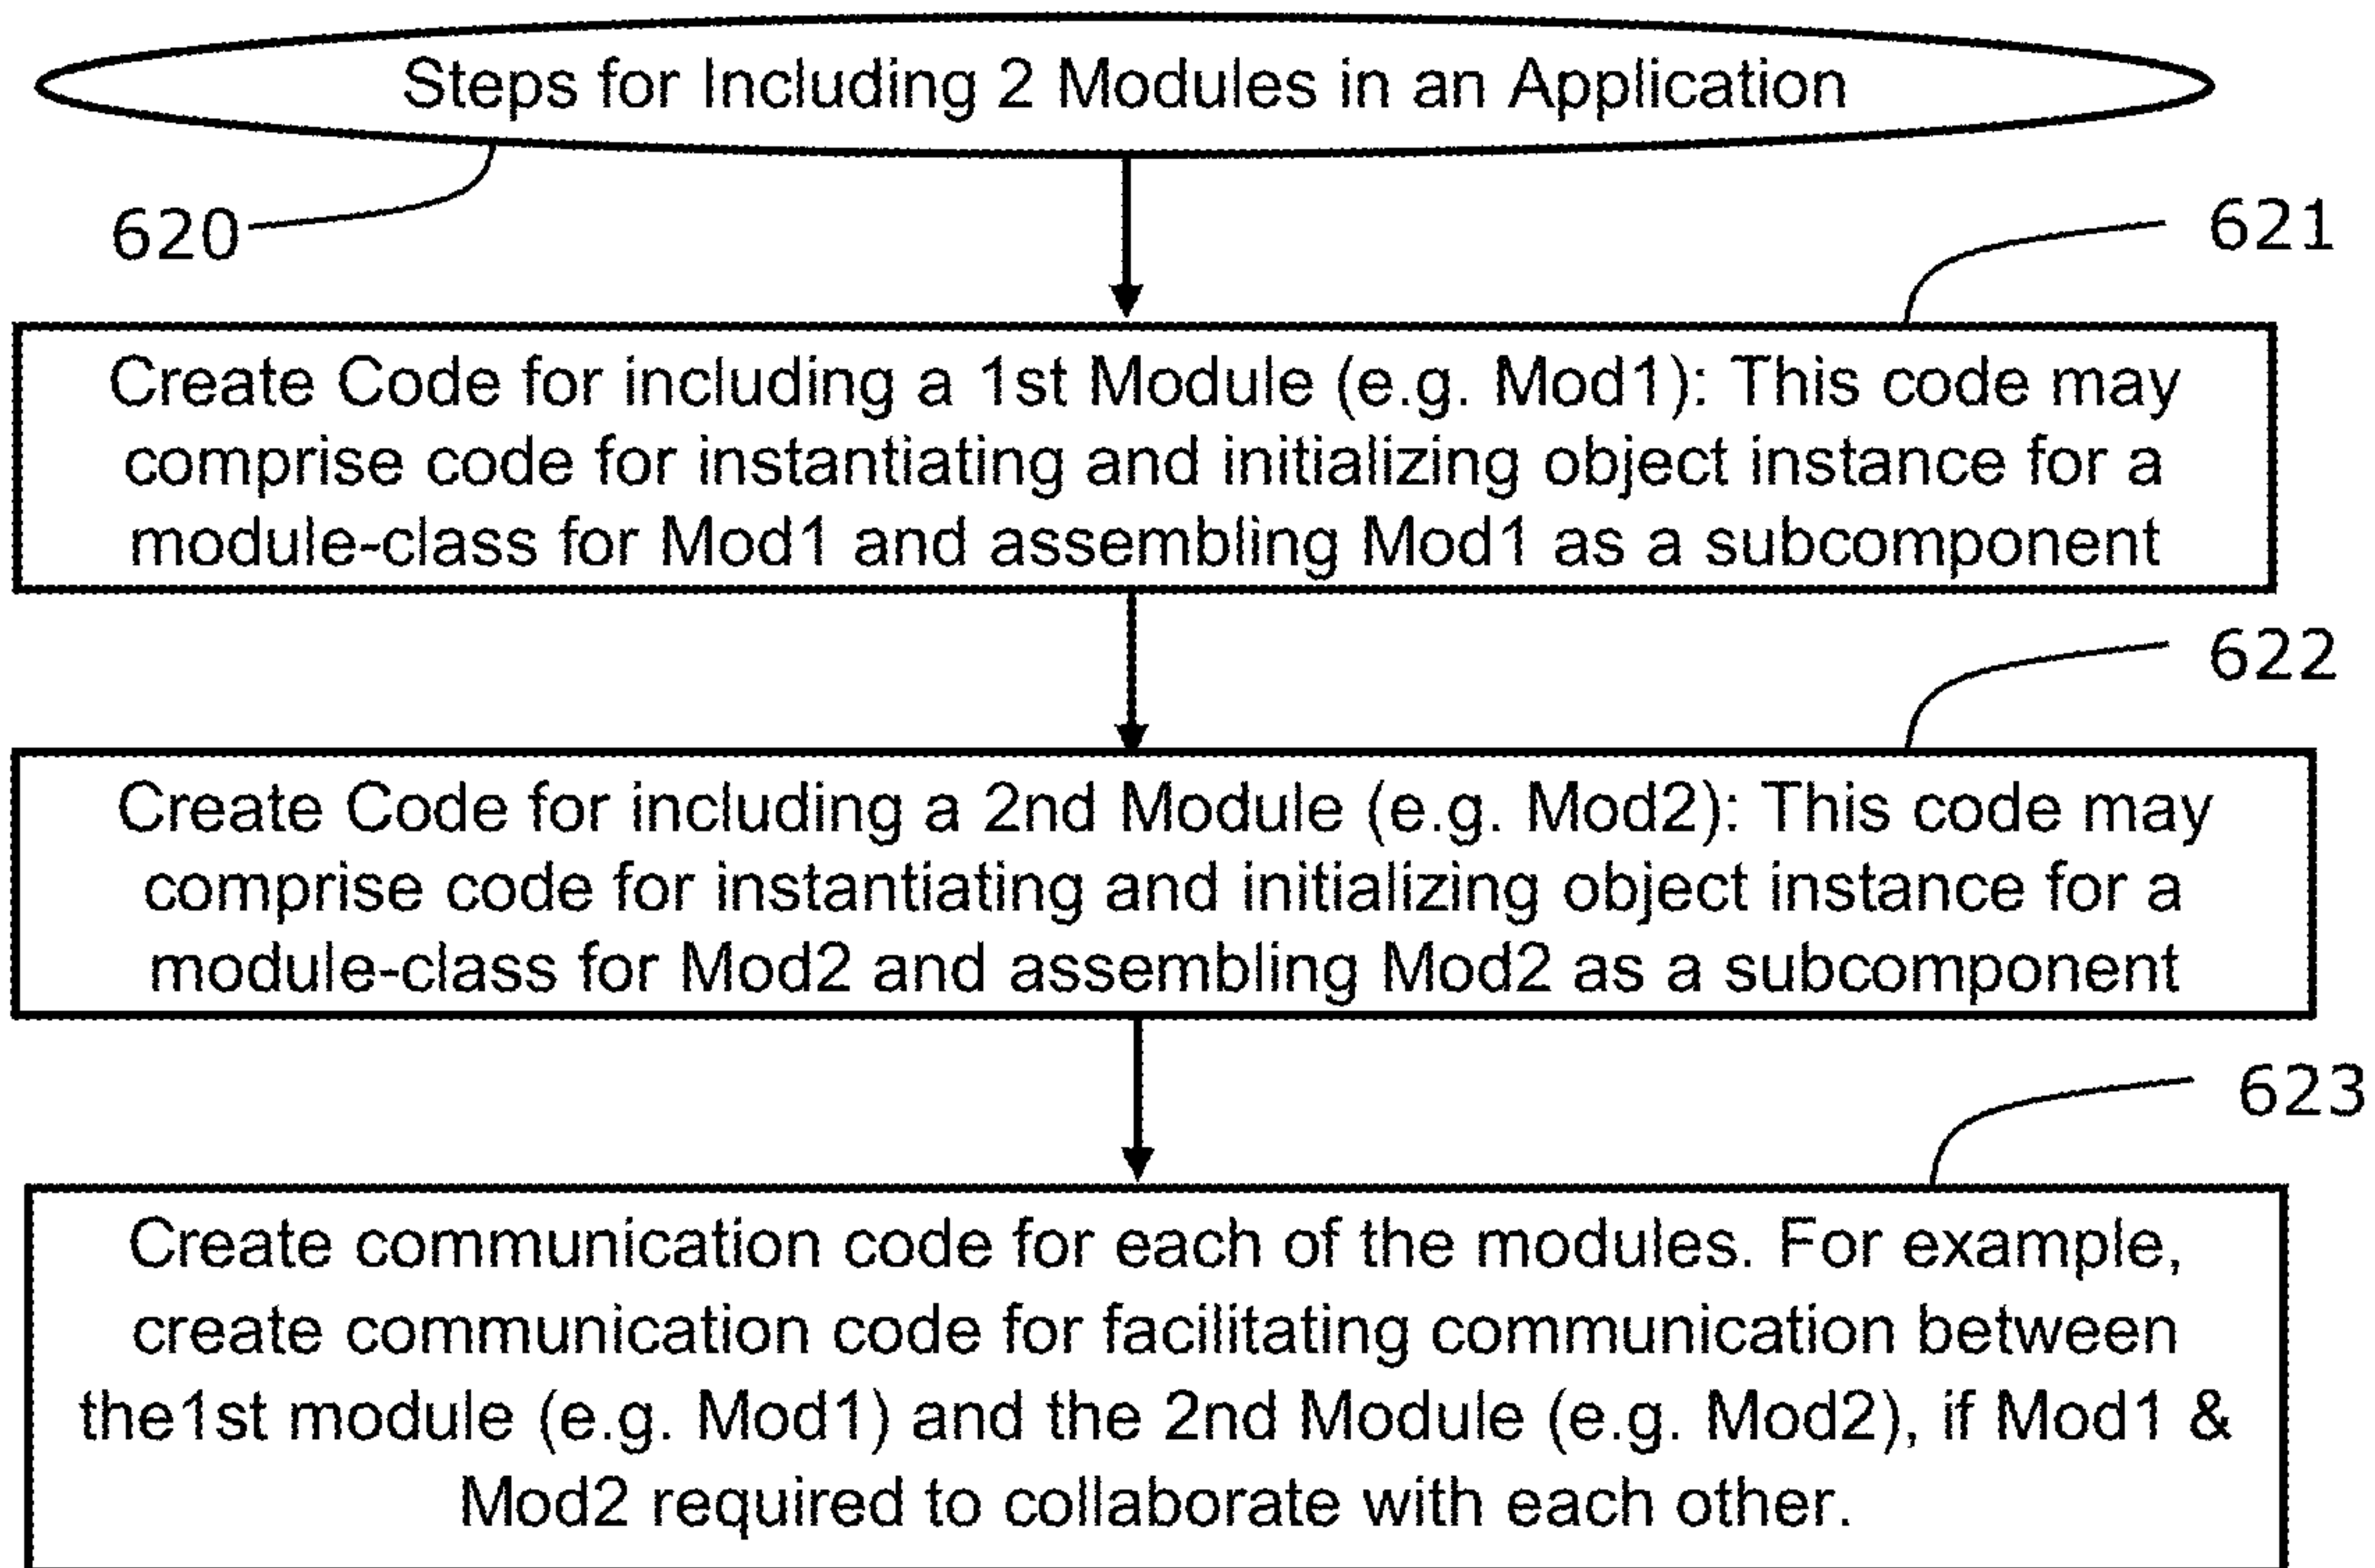 Steps for Including 2 Modules in an Application
620
621
Create Code for including a 1st Module (e.g. Mod1): This code may
comprise code for instantiating and initializing object instance for a
module-class for Mod1 and assembling Mod1 as a subcomponent
622
Create Code for including a 2nd Module (e.g. Mod2): This code may
comprise code for instantiating and initializing object instance for a
module-class for Mod2 and assembling Mod2 as a subcomponent
623
Create communication code for each of the modules. For example,
create communication code for facilitating communication between
the1st module (e.g. Mod1) and the 2nd Module (e.g. Mod2), if Mod1 &
Mod2 required to collaborate with each other.